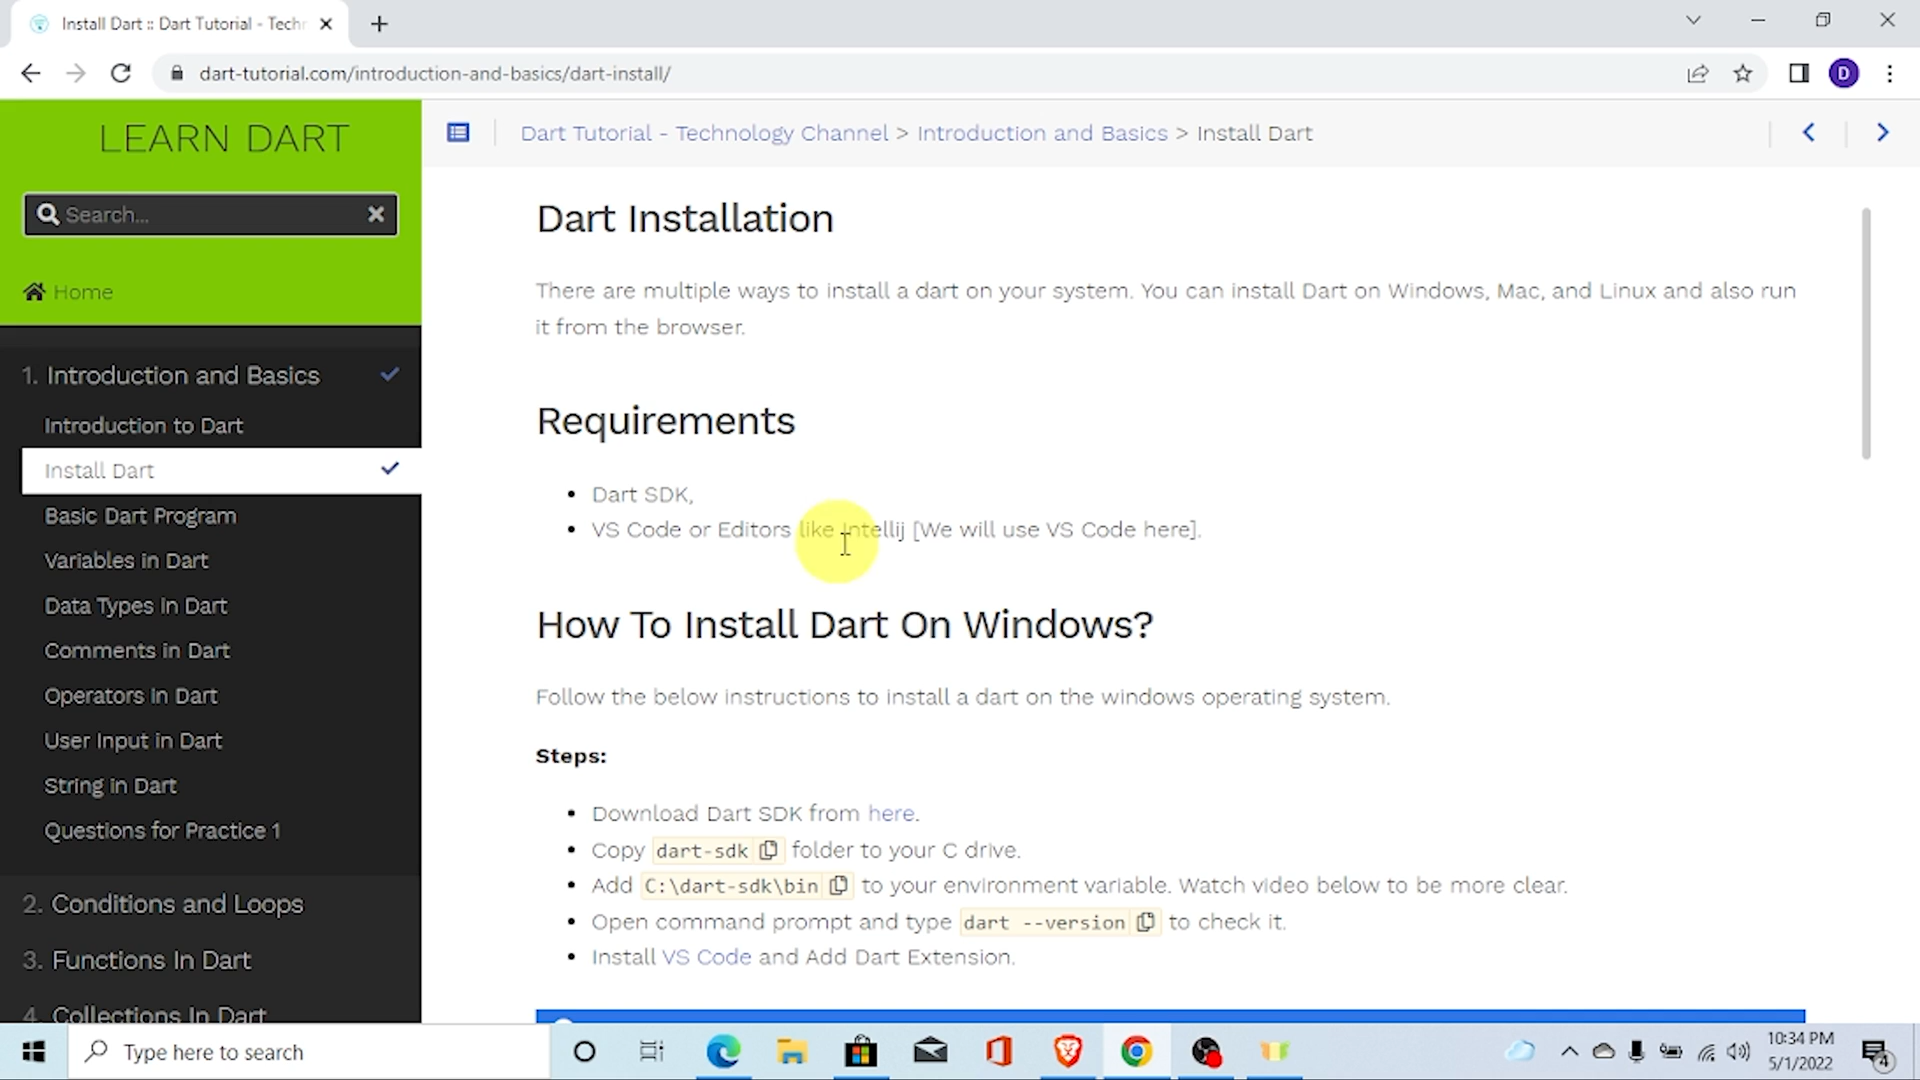 Install Dart :: Dart Tutorial - Tech
dart-tutorial.com/introduction-and-basics/dart-install/
D
LEARN DART
Search...
Home
1. Introduction and Basics
Introduction to Dart
Install Dart
Basic Dart Program
Variables in Dart
Data Types in Dart
Comments in Dart
Operators in Dart
User Input in Dart
String in Dart
Questions for Practice 1
2. Conditions and Loops
3. Functions In Dart
4. Collections In Dart
Dart Tutorial - Technology Channel > Introduction and Basics > Install Dart
Dart Installation
There are multiple ways to install a dart on your system. You can install Dart on Windows, Mac, and Linux and also run
it from the browser.
Requirements
Dart SDK,
VS Code or Editors like Intellij [We will use VS Code here].
How To Install Dart On Windows?
Follow the below instructions to install a dart on the windows operating system.
Steps:
Download Dart SDK from here.
Copy dart-sdk folder to your C drive.
Add C:\dart-sdk\bin to your environment variable. Watch video below to be more clear.
Open command prompt and type dart --version to check it.
Install VS Code and Add Dart Extension.
Type here to search
10:34 PM
5/1/2022
4